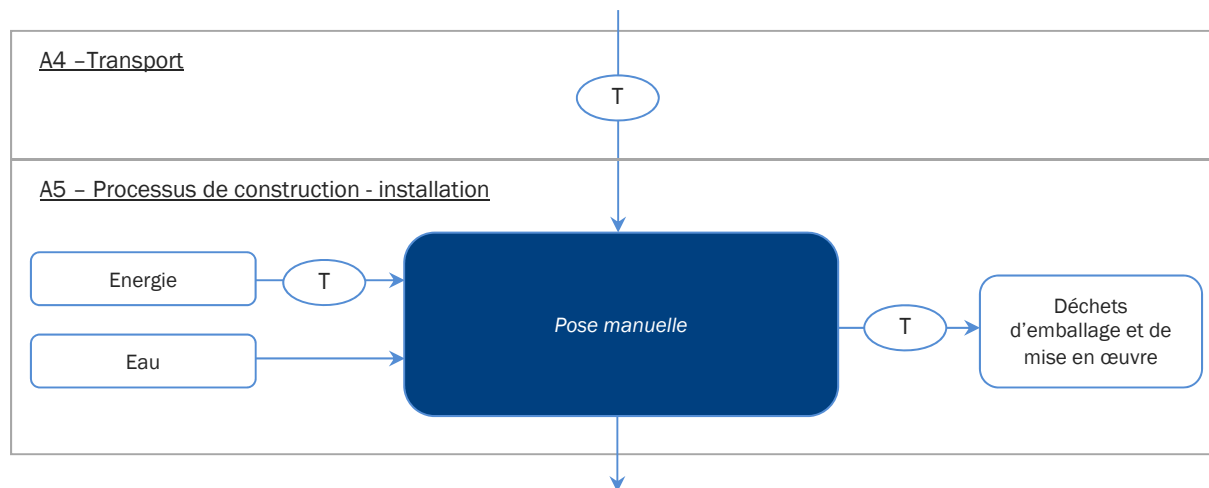 A4 –Transport
T
A5 – Processus de construction - installation
Energie
T
Eau
Pose manuelle
T
Déchets
d’emballage et de
mise en œuvre